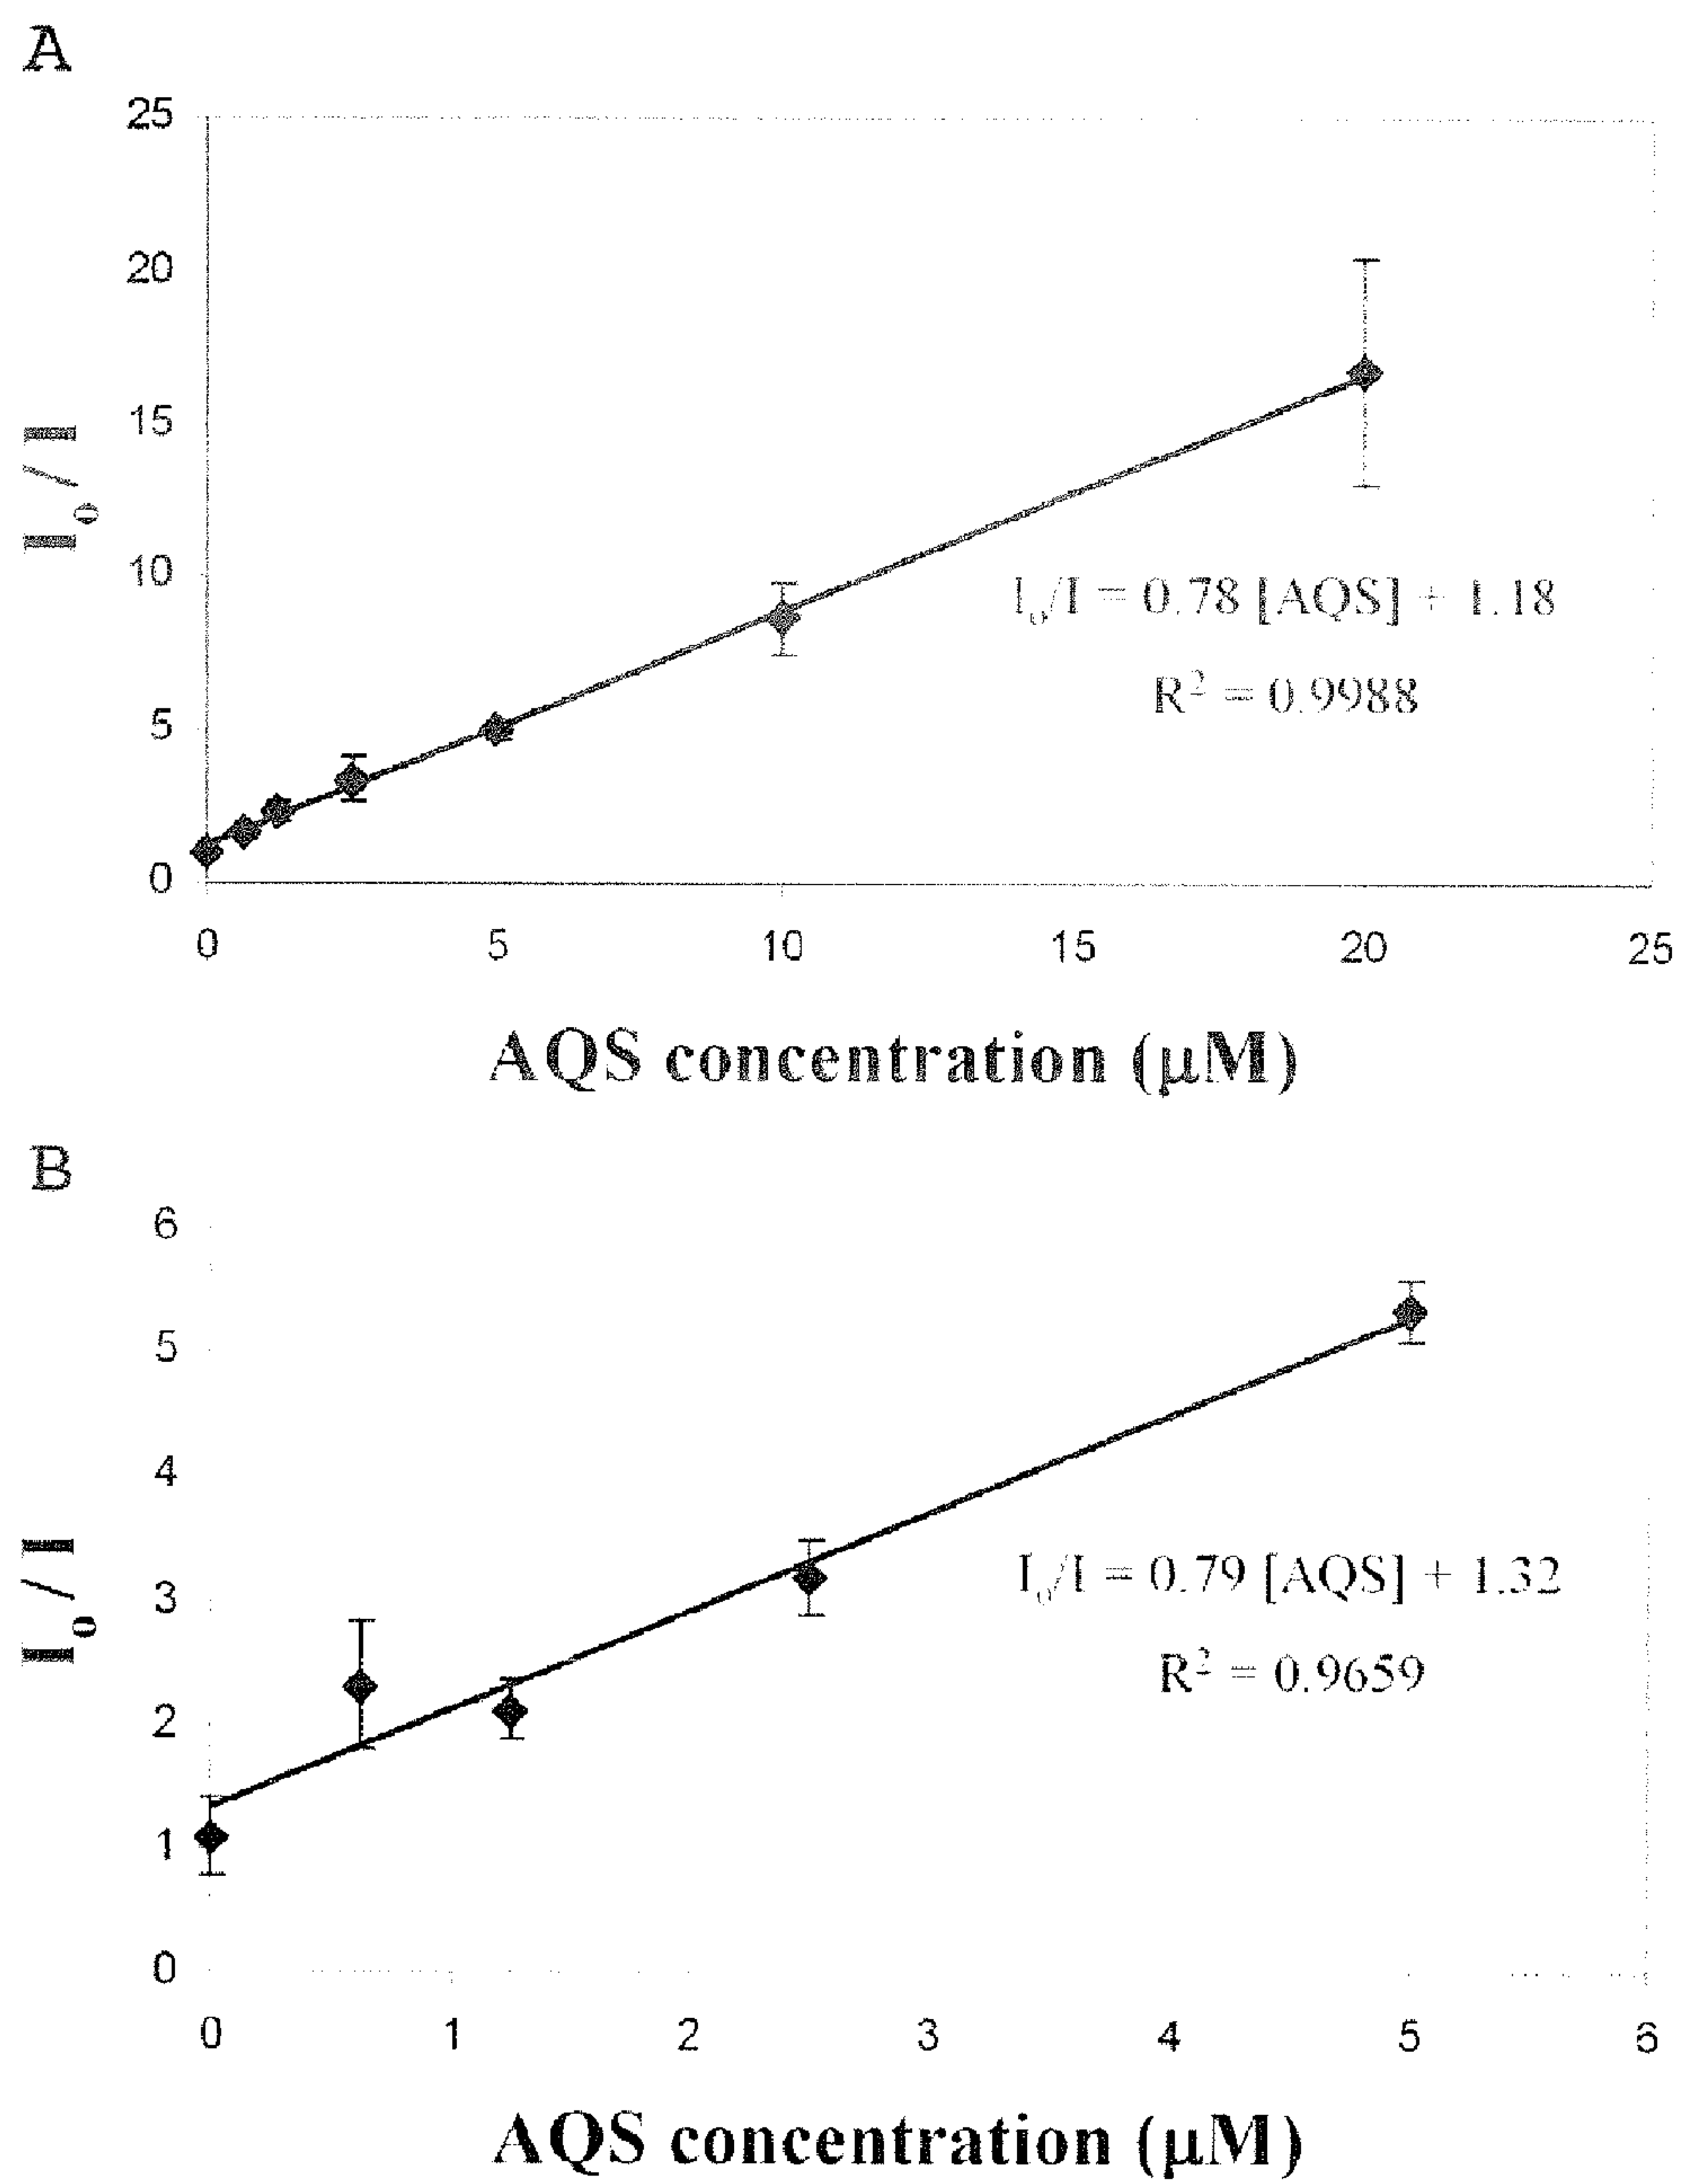 A
25
20
15
10
5
0
I₀ / I
I₀/I = 0.78 [AQS] + 1.18
R² = 0.9988
0 5 10 15 20 25
AQS concentration (μM)
B
6
5
4
3
2
1
0
I₀ / I
I₀/I = 0.79 [AQS] + 1.32
R² = 0.9659
0 1 2 3 4 5 6
AQS concentration (μM)